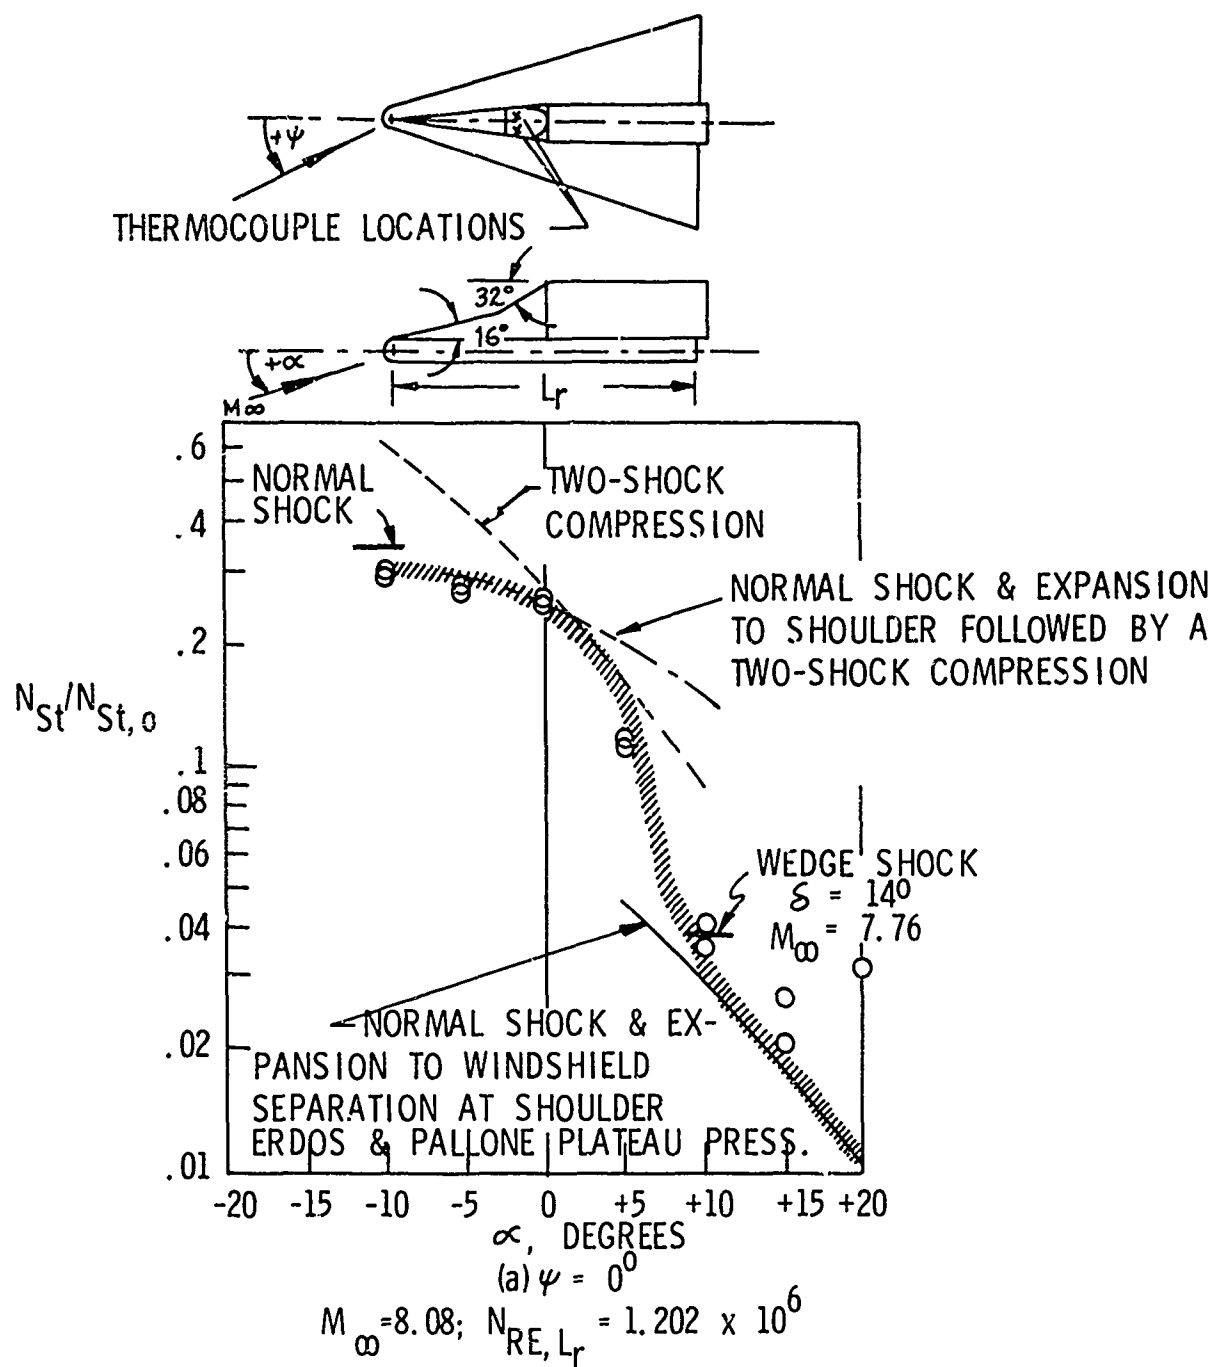 +ψ
THERMOCOUPLE LOCATIONS
32°
16°
+∝
M∞
Lr
.6
.4
.2
.1
.08
.06
.04
.02
.01
NORMAL
SHOCK
TWO-SHOCK
COMPRESSION
NORMAL SHOCK & EXPANSION
TO SHOULDER FOLLOWED BY A
TWO-SHOCK COMPRESSION
NSt/NSt,0
WEDGE SHOCK
δ = 14⁰
M∞ = 7.76
NORMAL SHOCK & EX-
PANSION TO WINDSHIELD
SEPARATION AT SHOULDER
ERDOS & PALLONE PLATEAU PRESS.
-20 -15 -10 -5 0 +5 +10 +15 +20
∝, DEGREES
(a) ψ = 0⁰
M∞=8.08; NRE, Lr = 1.202 x 10⁶